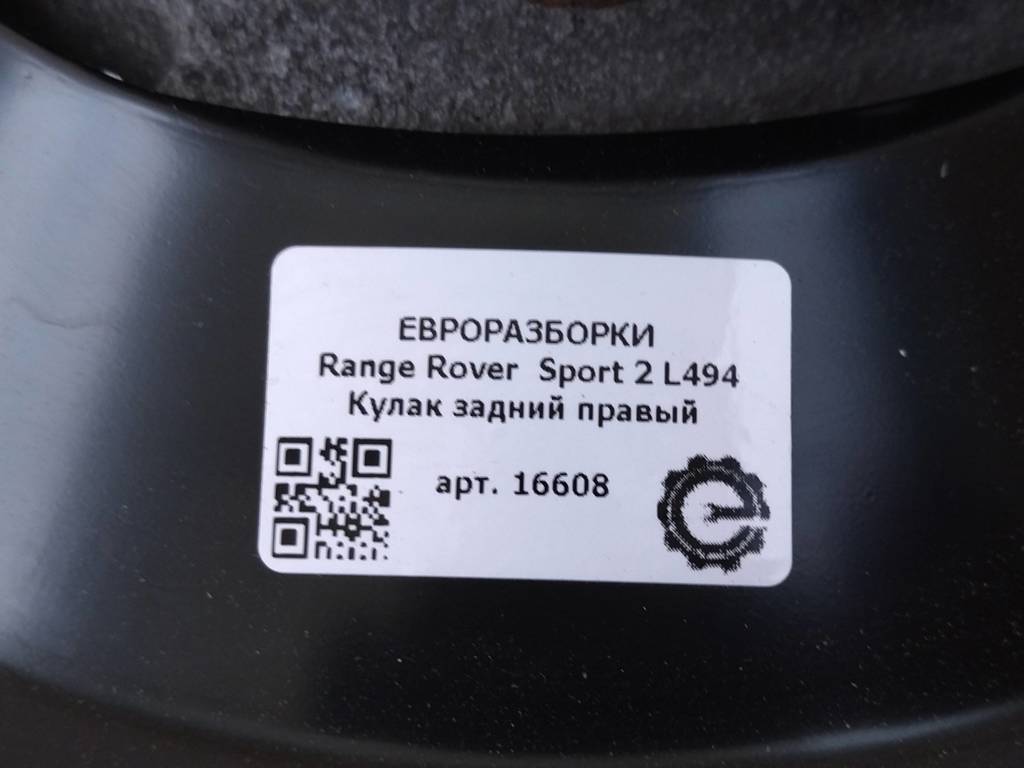 ЕВРОРАЗБОРКИ
Range Rover Sport 2 L494
Кулак задний правый
арт. 16608